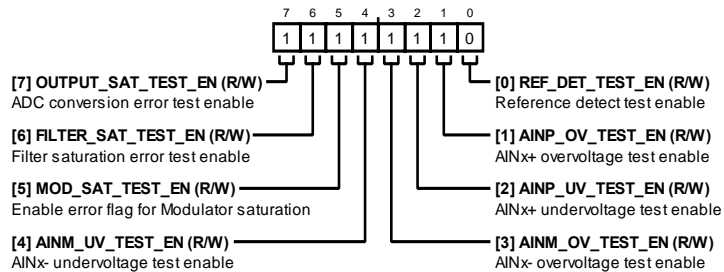 7 6 5 4 3 2 1 0
1 1 1 1 1 1 1 0
[7] OUTPUT_SAT_TEST_EN (R/W)
ADC conversion error test enable
[0] REF_DET_TEST_EN (R/W)
Reference detect test enable
[6] FILTER_SAT_TEST_EN (R/W)
Filter saturation error test enable
[1] AINP_OV_TEST_EN (R/W)
AINx+ overvoltage test enable
[5] MOD_SAT_TEST_EN (R/W)
Enable error flag for Modulator saturation
[2] AINP_UV_TEST_EN (R/W)
AINx+ undervoltage test enable
[4] AINM_UV_TEST_EN (R/W)
AINx- undervoltage test enable
[3] AINM_OV_TEST_EN (R/W)
AINx- overvoltage test enable